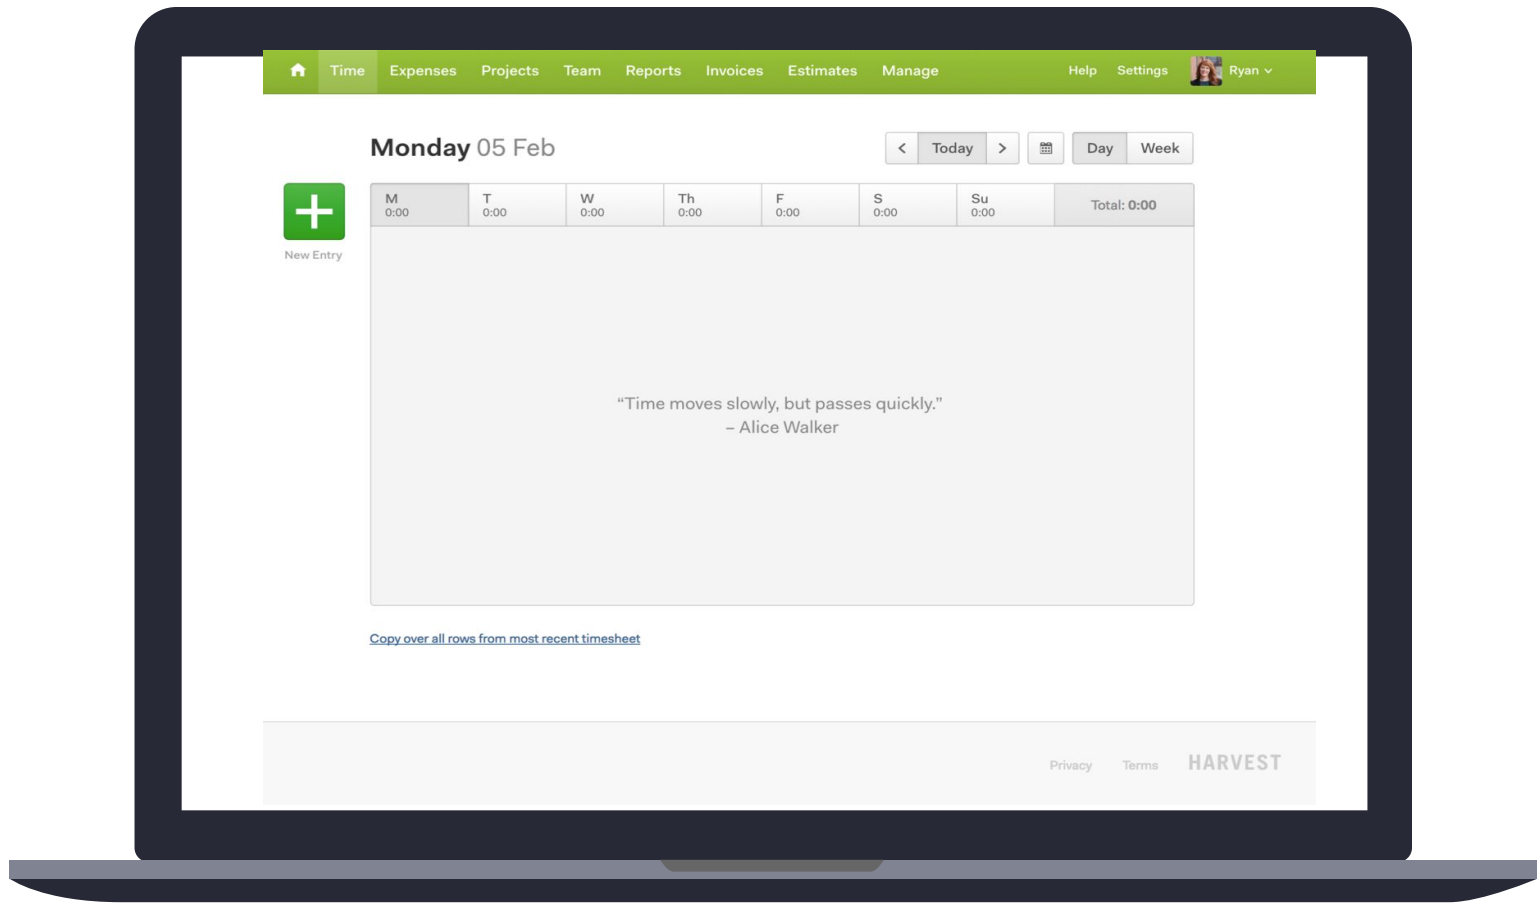 Time Expenses Projects Team Reports Invoices Estimates Manage Help Settings Ryan
Monday 05 Feb
Today Day Week
M T W Th F S Su
0:00 0:00 0:00 0:00 0:00 0:00 0:00
Total: 0:00
New Entry
“Time moves slowly, but passes quickly.”
– Alice Walker
Copy over all rows from most recent timesheet
Privacy Terms HARVEST